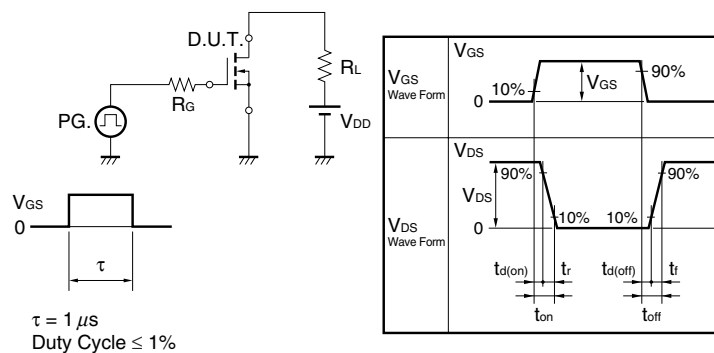 D.U.T.
RL
RG
PG.
VDD
VGS
0
τ
τ = 1 μs
Duty Cycle ≤ 1%
VGS
Wave Form
VGS
10%
VGS
90%
0
VDS
Wave Form
VDS
90%
VDS
10%
10%
90%
0
td(on)
tr
td(off)
tf
ton
toff